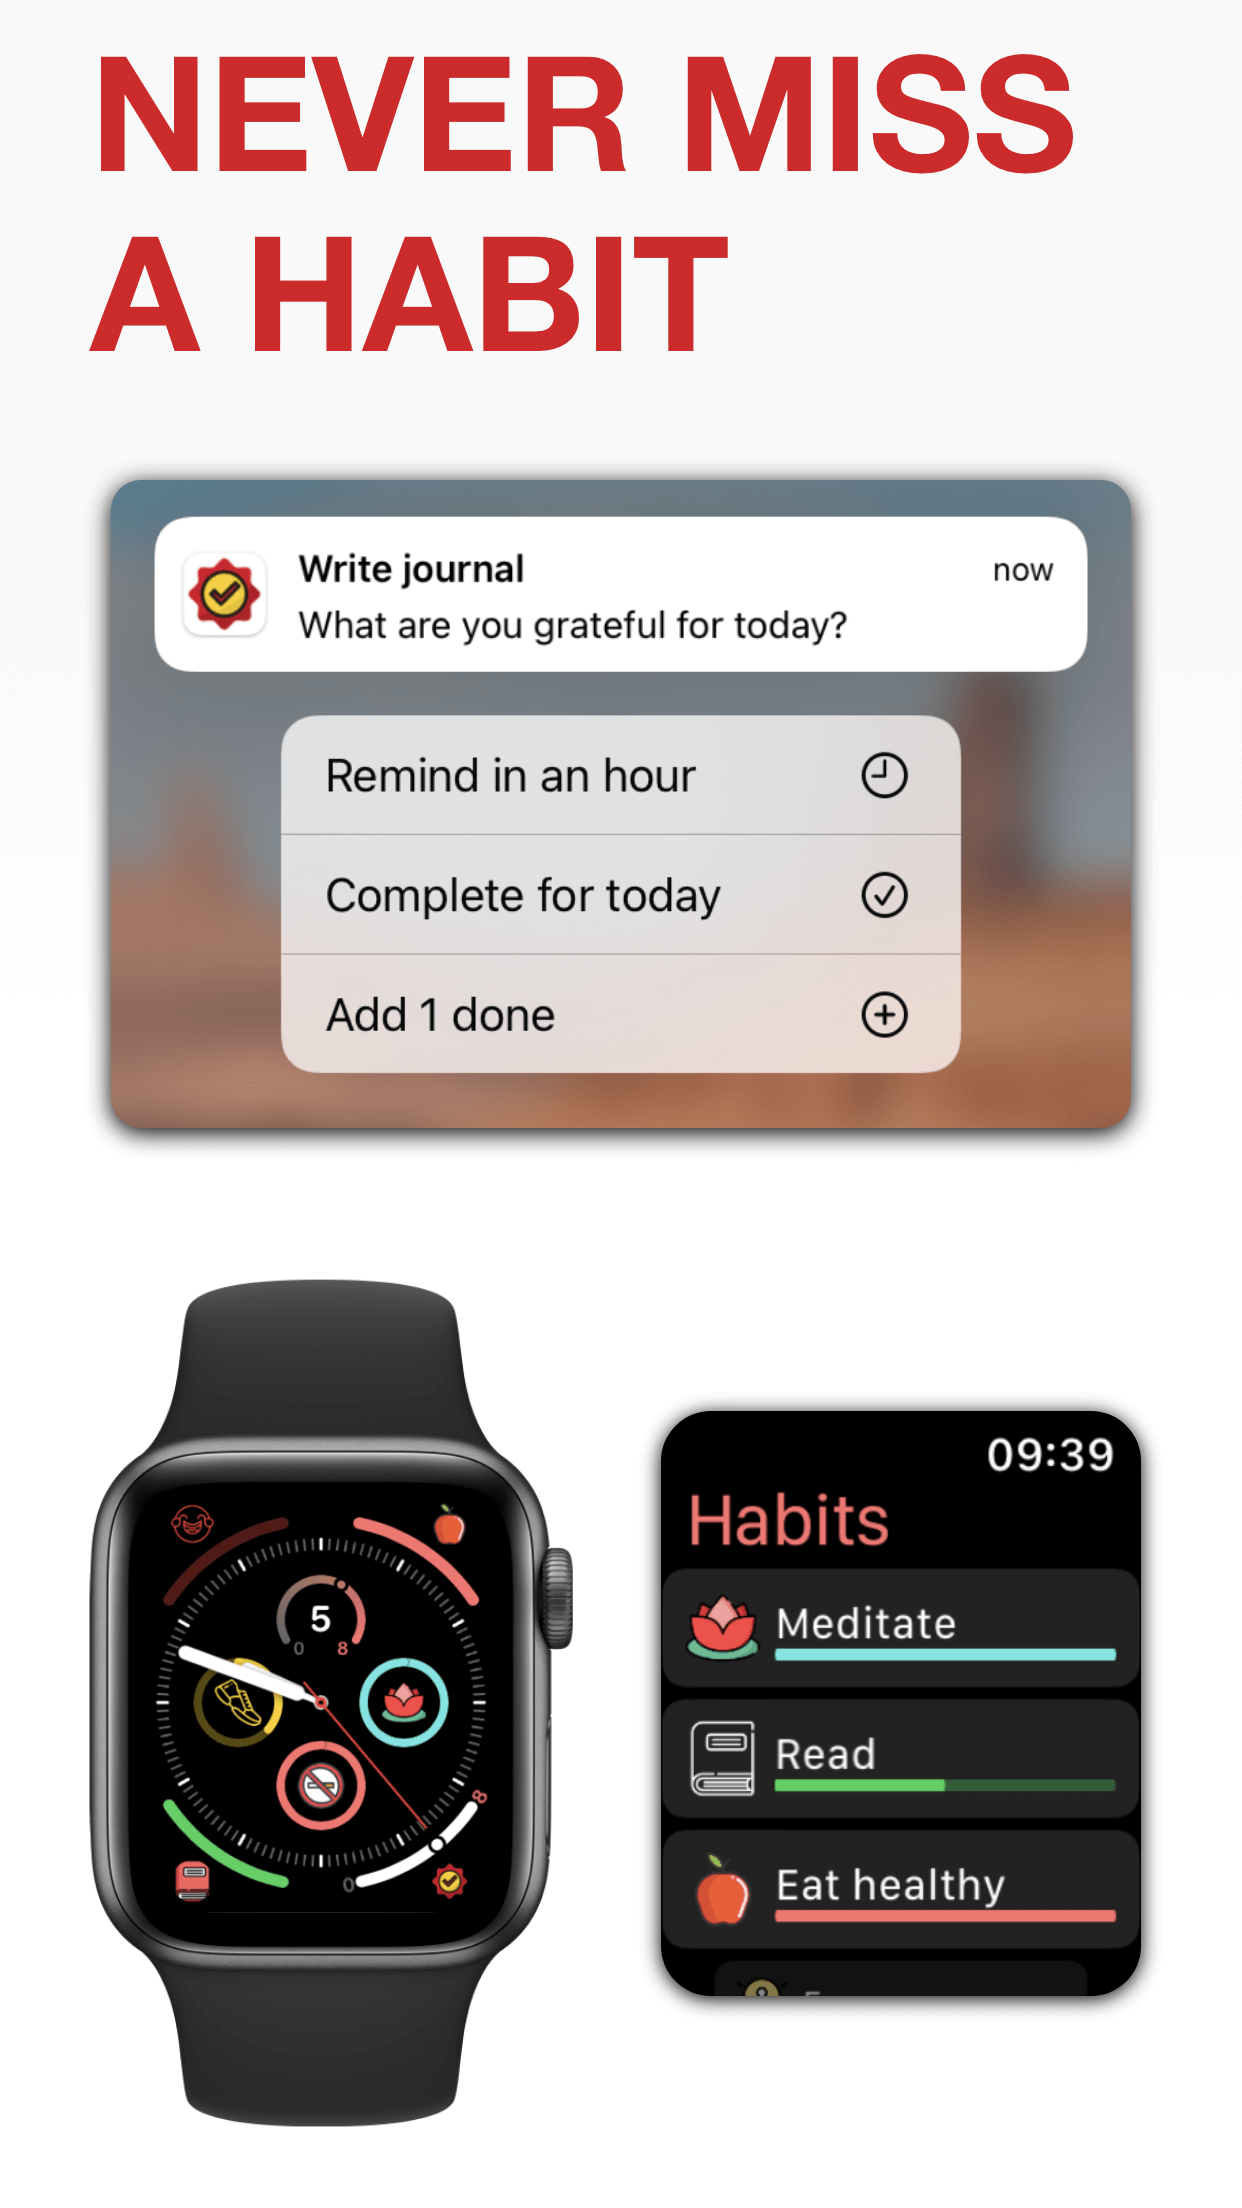 NEVER MISS
A HABIT
Write journal
now
What are you grateful for today?
Remind in an hour
Complete for today
Add 1 done
5
0
8
8
0
09:39
Habits
Meditate
Read
Eat healthy